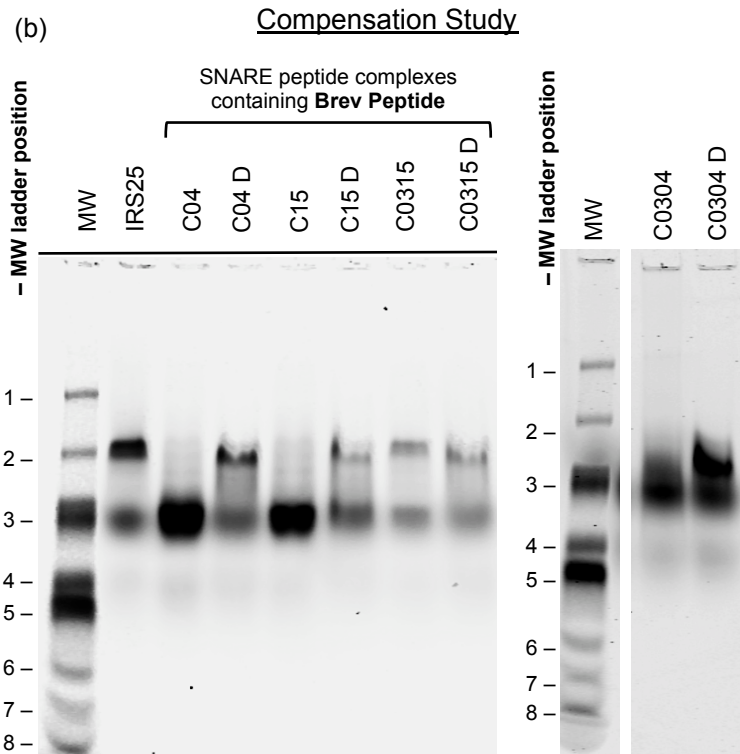 (b)
Compensation Study
SNARE peptide complexes
containing Brev Peptide
– MW ladder position
MW
IRS25
C04
C04 D
C15
C15 D
C0315
C0315 D
1 –
2 –
3 –
4 –
5 –
6 –
7 –
8 –
– MW ladder position
MW
C0304
C0304 D
1 –
2 –
3 –
4 –
5 –
6 –
7 –
8 –